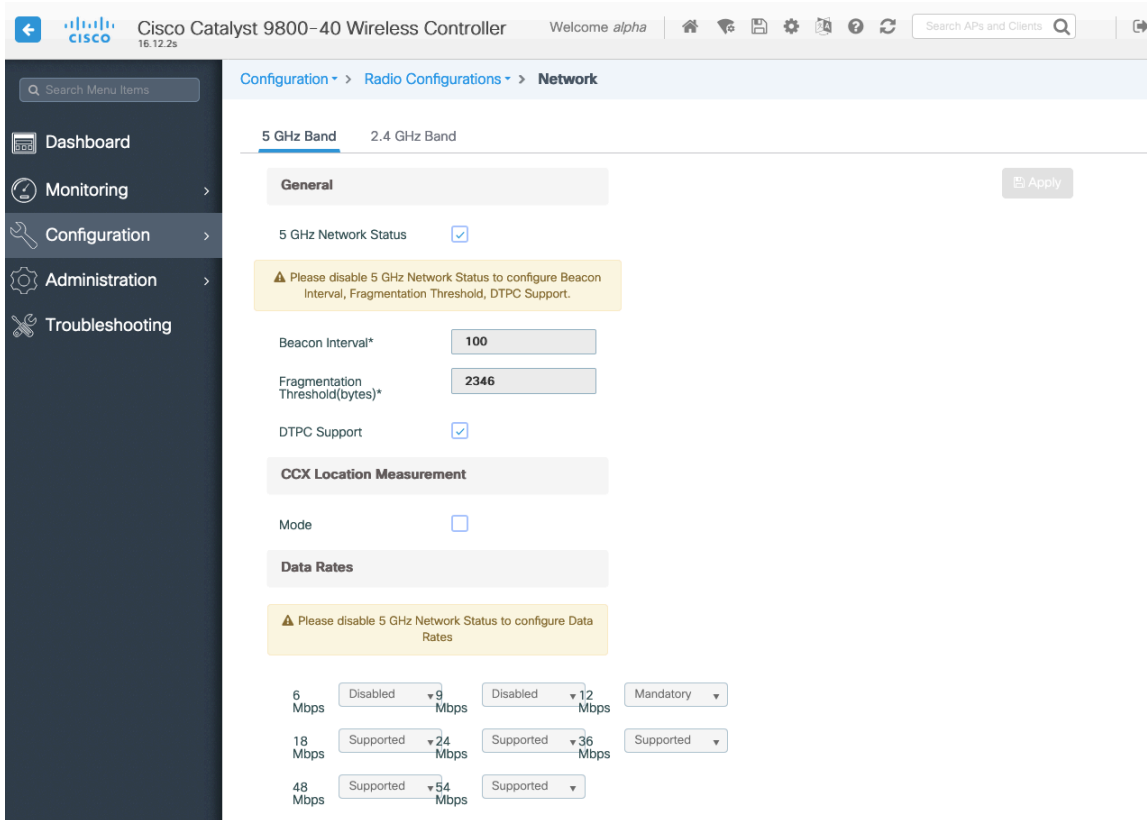 cisco
Cisco Catalyst 9800-40 Wireless Controller
16.12.2s
Welcome alpha
Search APs and Clients
Search Menu Items
Dashboard
Monitoring
Configuration
Administration
Troubleshooting
Configuration > Radio Configurations > Network
5 GHz Band 2.4 GHz Band
General
Apply
5 GHz Network Status
Please disable 5 GHz Network Status to configure Beacon
Interval, Fragmentation Threshold, DTPC Support.
Beacon Interval* 100
Fragmentation
Threshold(bytes)* 2346
DTPC Support
CCX Location Measurement
Mode
Data Rates
Please disable 5 GHz Network Status to configure Data
Rates
6 Mbps Disabled 9 Mbps Disabled 12 Mbps Mandatory
18 Mbps Supported 24 Mbps Supported 36 Mbps Supported
48 Mbps Supported 54 Mbps Supported